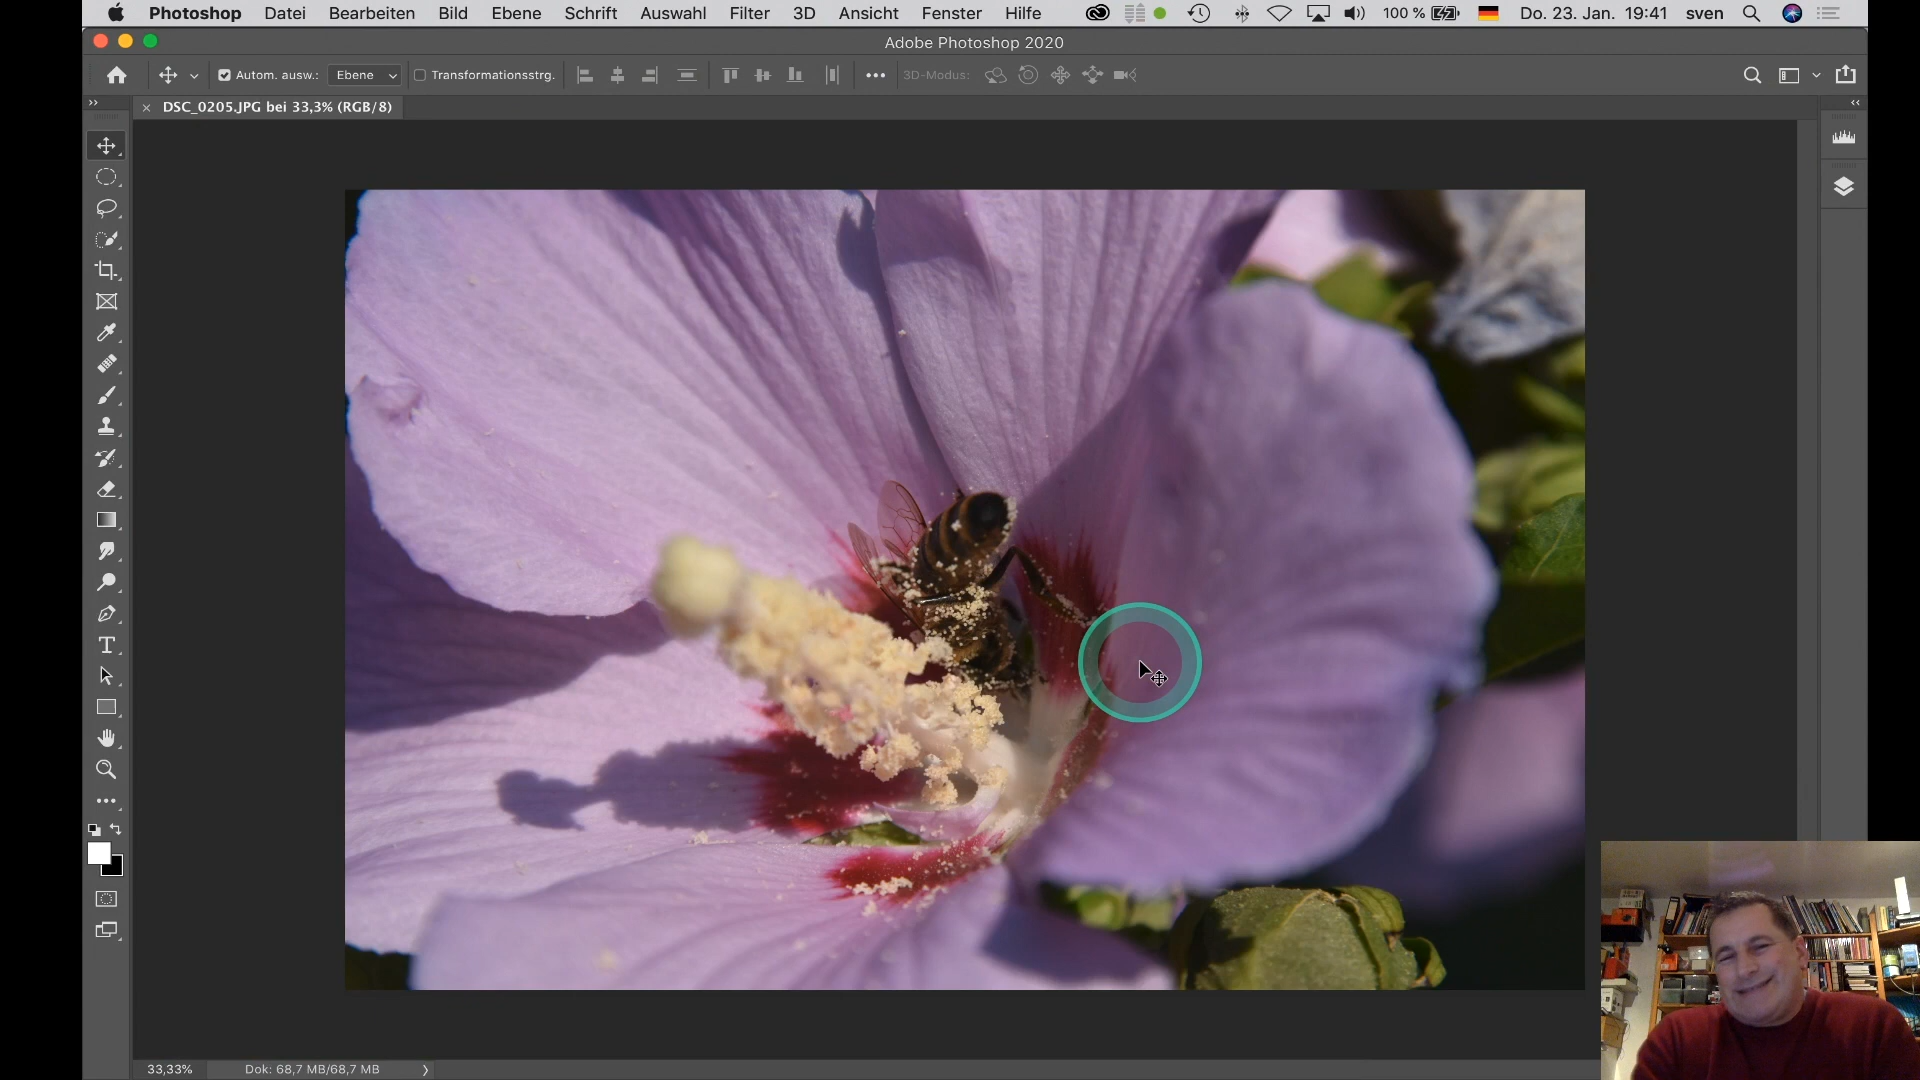 Photoshop Datei Bearbeiten Bild Ebene Schrift Auswahl Filter 3D Ansicht Fenster Hilfe 100 % Do. 23. Jan. 19:41 sven
Adobe Photoshop 2020
Autom. ausw.: Ebene Transformationsstrg. 3D-Modus:
DSC_0205.JPG bei 33,3% (RGB/8)
33,33% Dok: 68,7 MB/68,7 MB